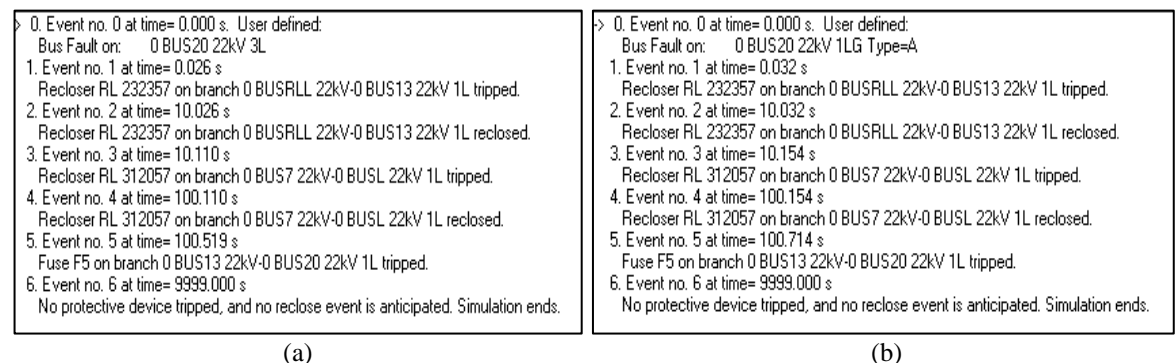 > 0. Event no. 0 at time= 0.000 s. User defined:
Bus Fault on: 0 BUS20 22kV 3L
1. Event no. 1 at time= 0.026 s
Recloser RL 232357 on branch 0 BUSRLL 22kV-0 BUS13 22kV 1L tripped.
2. Event no. 2 at time= 10.026 s
Recloser RL 232357 on branch 0 BUSRLL 22kV-0 BUS13 22kV 1L reclosed.
3. Event no. 3 at time= 10.110 s
Recloser RL 312057 on branch 0 BUS7 22kV-0 BUSL 22kV 1L tripped.
4. Event no. 4 at time= 100.110 s
Recloser RL 312057 on branch 0 BUS7 22kV-0 BUSL 22kV 1L reclosed.
5. Event no. 5 at time= 100.519 s
Fuse F5 on branch 0 BUS13 22kV-0 BUS20 22kV 1L tripped.
6. Event no. 6 at time= 9999.000 s
No protective device tripped, and no reclose event is anticipated. Simulation ends.
(a)
-> 0. Event no. 0 at time= 0.000 s. User defined:
Bus Fault on: 0 BUS20 22kV 1LG Type=A
1. Event no. 1 at time= 0.032 s
Recloser RL 232357 on branch 0 BUSRLL 22kV-0 BUS13 22kV 1L tripped.
2. Event no. 2 at time= 10.032 s
Recloser RL 232357 on branch 0 BUSRLL 22kV-0 BUS13 22kV 1L reclosed.
3. Event no. 3 at time= 10.154 s
Recloser RL 312057 on branch 0 BUS7 22kV-0 BUSL 22kV 1L tripped.
4. Event no. 4 at time= 100.154 s
Recloser RL 312057 on branch 0 BUS7 22kV-0 BUSL 22kV 1L reclosed.
5. Event no. 5 at time= 100.714 s
Fuse F5 on branch 0 BUS13 22kV-0 BUS20 22kV 1L tripped.
6. Event no. 6 at time= 9999.000 s
No protective device tripped, and no reclose event is anticipated. Simulation ends.
(b)